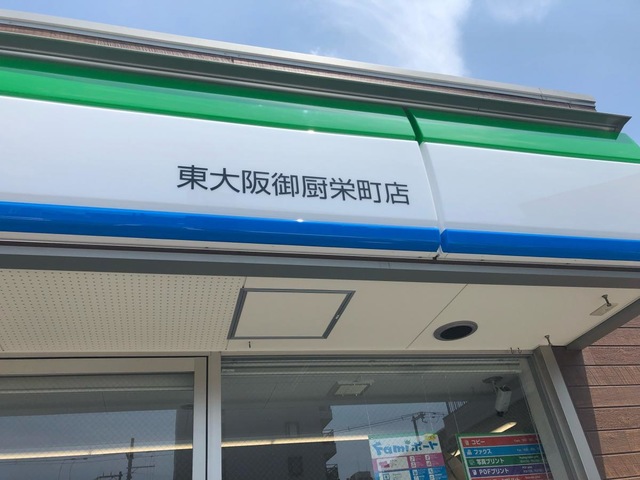 東大阪御厨栄町店
Famiポート
コピー
ファクス
写真プリント
PDFプリント